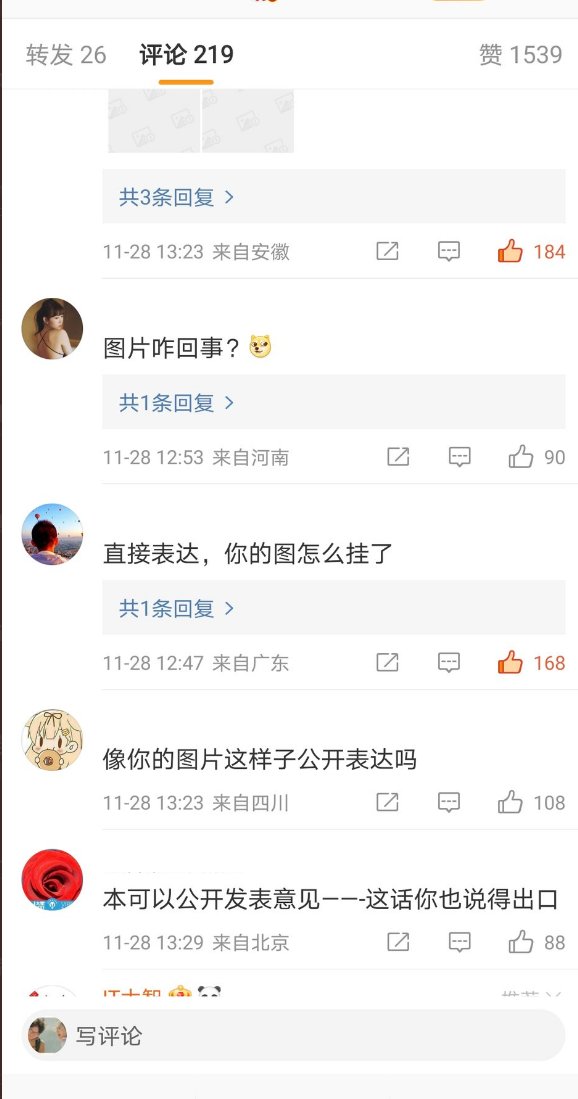 转发 26 评论 219 赞 1539
共3条回复
11-28 13:23 来自安徽 184
图片咋回事？
共1条回复
11-28 12:53 来自河南 90
直接表达，你的图怎么挂了
共1条回复
11-28 12:47 来自广东 168
像你的图片这样子公开表达吗
11-28 13:23 来自四川 108
本可以公开发表意见——-这话你也说得出口
11-28 13:29 来自北京 88
写评论